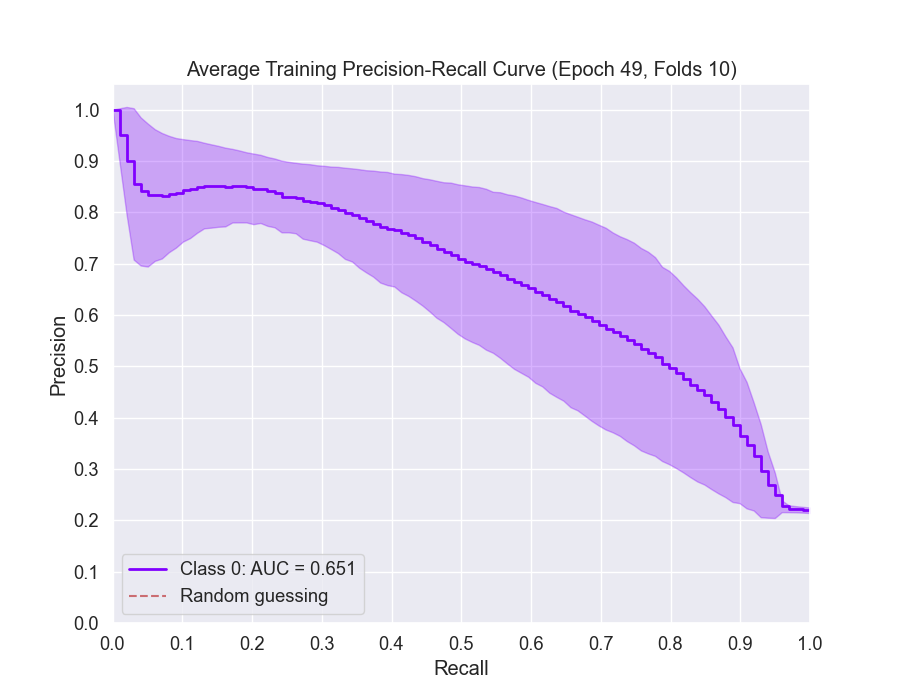 Average Training Precision-Recall Curve (Epoch 49, Folds 10)
1.0
0.9
0.8
0.7
0.6
0.5
0.4
0.3
0.2
0.1
0.0
Precision
Class 0: AUC = 0.651
Random guessing
0.0 0.1 0.2 0.3 0.4 0.5 0.6 0.7 0.8 0.9 1.0
Recall